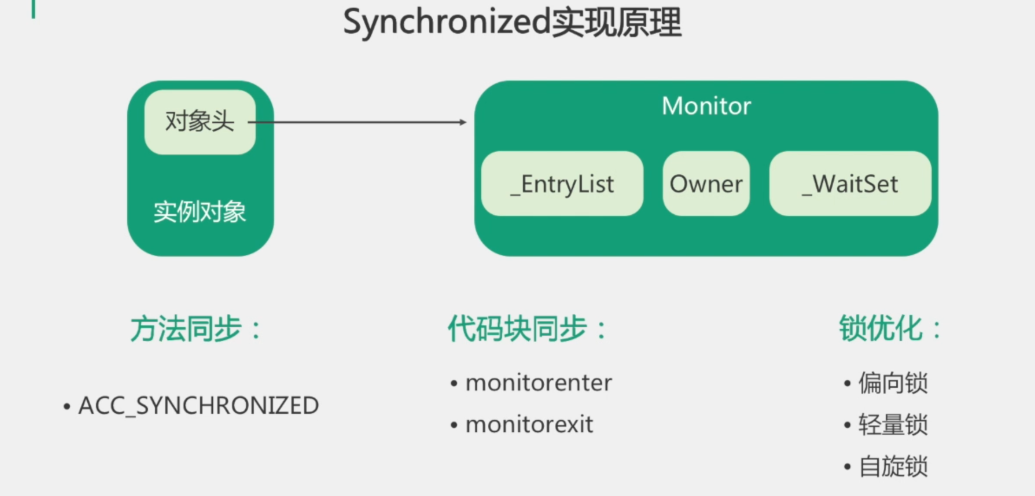 Synchronized实现原理
对象头
实例对象
Monitor
_EntryList
Owner
_WaitSet
方法同步：
• ACC_SYNCHRONIZED
代码块同步：
• monitorenter
• monitorexit
锁优化：
• 偏向锁
• 轻量锁
• 自旋锁